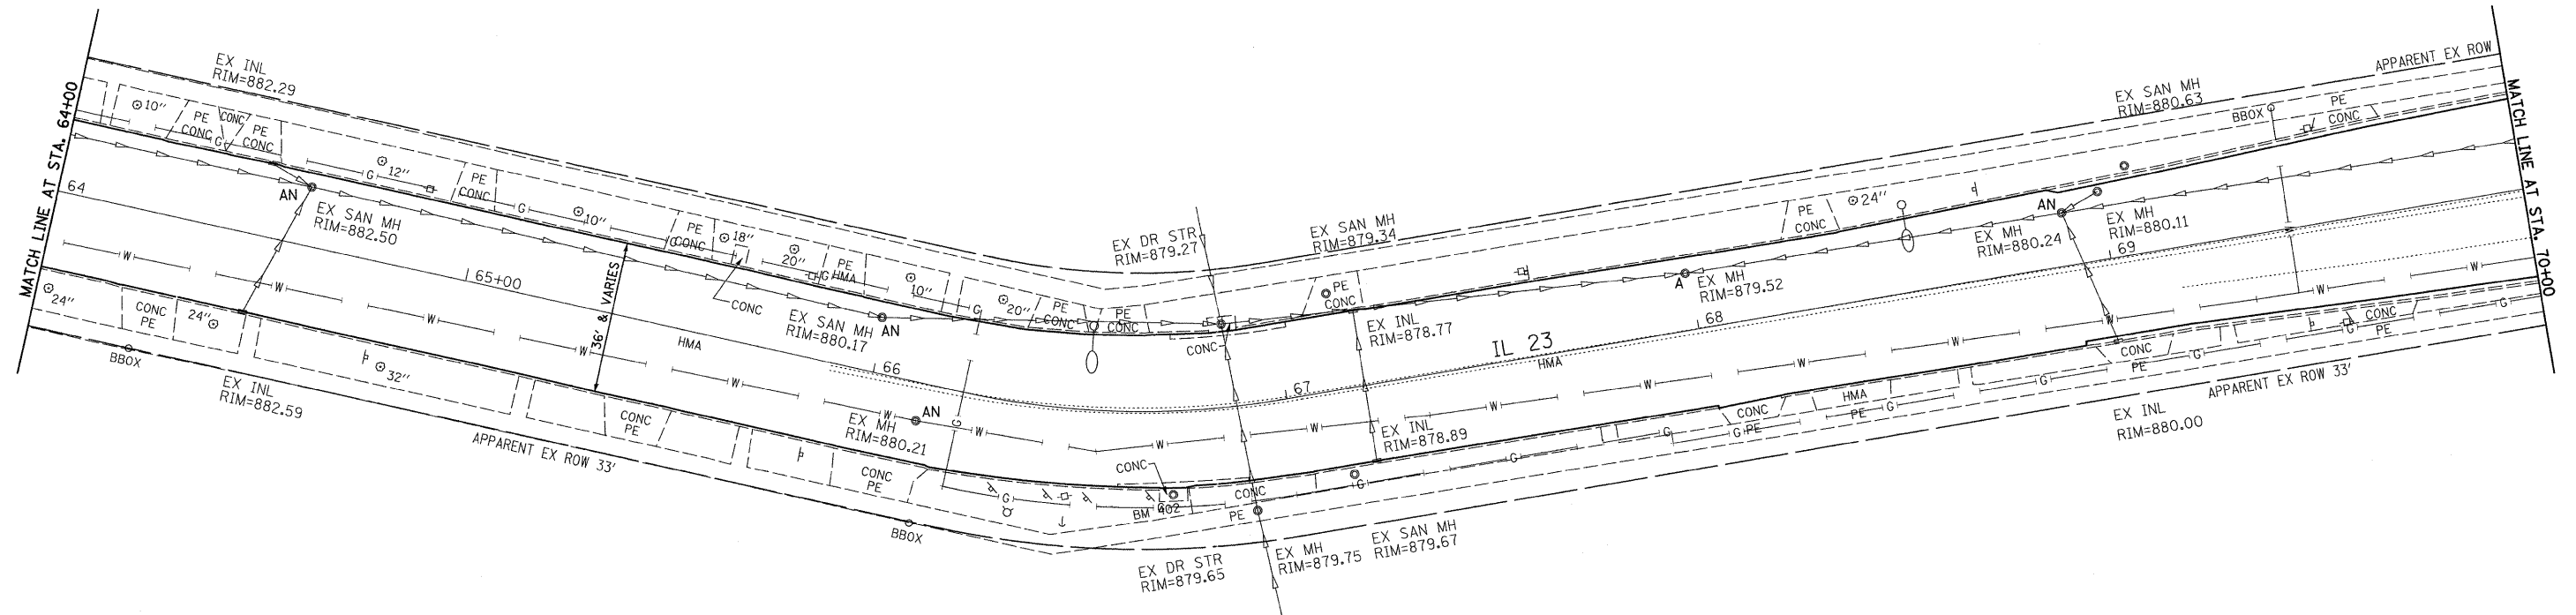 MATCH LINE AT STA. 64+00
EX INL
RIM=882.29
10"
PE
CONC
CONC
PE
CONC
G
12"
G
PE
CONC
G
10"
PE
CONC
G
18"
20"
PE
HMA
G
10"
G
20"
PE
CONC
PE
CONC
G
AN
EX SAN MH
RIM=882.50
64
65+00
CONC
EX SAN MH
RIM=880.17
AN
HMA
36' & VARIES
66
W
W
W
W
W
W
W
W
W
24"
CONC
PE
24"
BBOX
EX INL
RIM=882.59
32"
CONC
PE
APPARENT EX ROW 33'
CONC
PE
BBOX
EX MH
RIM=880.21
AN
G
G
CONC
BM 402
G
CONC
PE
EX DR STR
RIM=879.65
EX MH
RIM=879.75
EX SAN MH
RIM=879.67
EX DR STR
RIM=879.27
EX SAN MH
RIM=879.34
PE
CONC
CONC
EX INL
RIM=878.77
EX INL
RIM=878.89
67
IL 23
HMA
68
A
EX MH
RIM=879.52
PE
CONC
24"
EX SAN MH
RIM=880.63
AN
EX MH
RIM=880.24
EX MH
RIM=880.11
69
BBOX
PE
CONC
APPARENT EX ROW
MATCH LINE AT STA. 70+00
W
W
W
W
W
W
W
W
W
G
G
G
G
PE
CONC
HMA
PE
G
G
CONC
PE
G
G
CONC
PE
G
APPARENT EX ROW 33'
EX INL
RIM=880.00